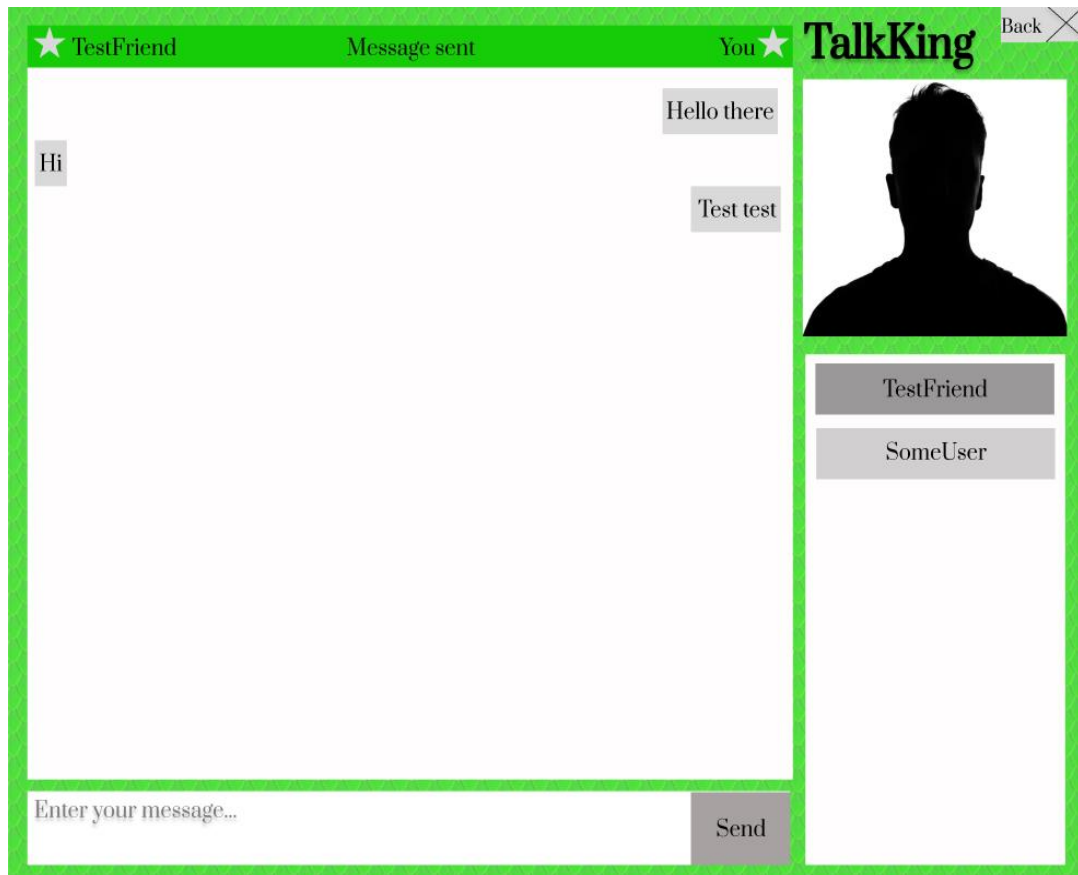 TestFriend
Message sent
You
TalkKing
Back
Hello there
Hi
Test test
TestFriend
SomeUser
Enter your message...
Send